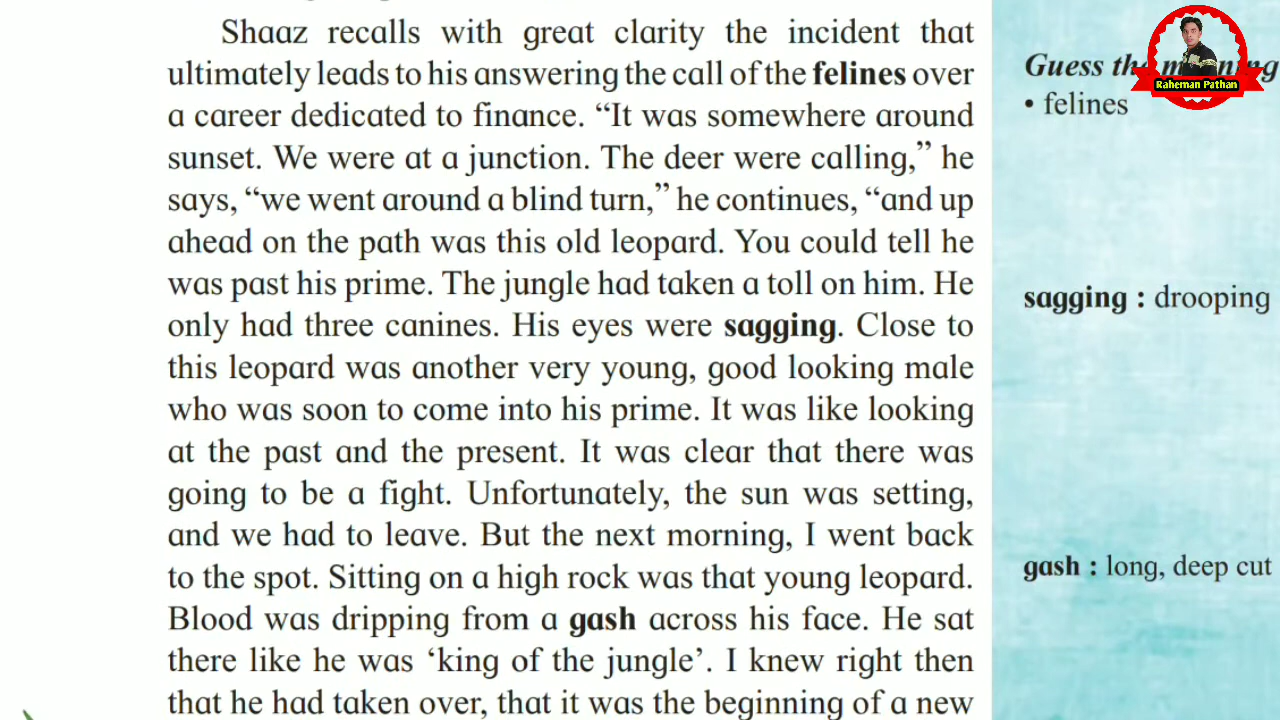 Shaaz recalls with great clarity the incident that
ultimately leads to his answering the call of the felines over
a career dedicated to finance. “It was somewhere around
sunset. We were at a junction. The deer were calling,” he
says, “we went around a blind turn,” he continues, “and up
ahead on the path was this old leopard. You could tell he
was past his prime. The jungle had taken a toll on him. He
only had three canines. His eyes were sagging. Close to
this leopard was another very young, good looking male
who was soon to come into his prime. It was like looking
at the past and the present. It was clear that there was
going to be a fight. Unfortunately, the sun was setting,
and we had to leave. But the next morning, I went back
to the spot. Sitting on a high rock was that young leopard.
Blood was dripping from a gash across his face. He sat
there like he was ‘king of the jungle’. I knew right then
that he had taken over, that it was the beginning of a new
Guess
• felines
sagging : drooping
gash : long, deep cut
Raheman Pathan